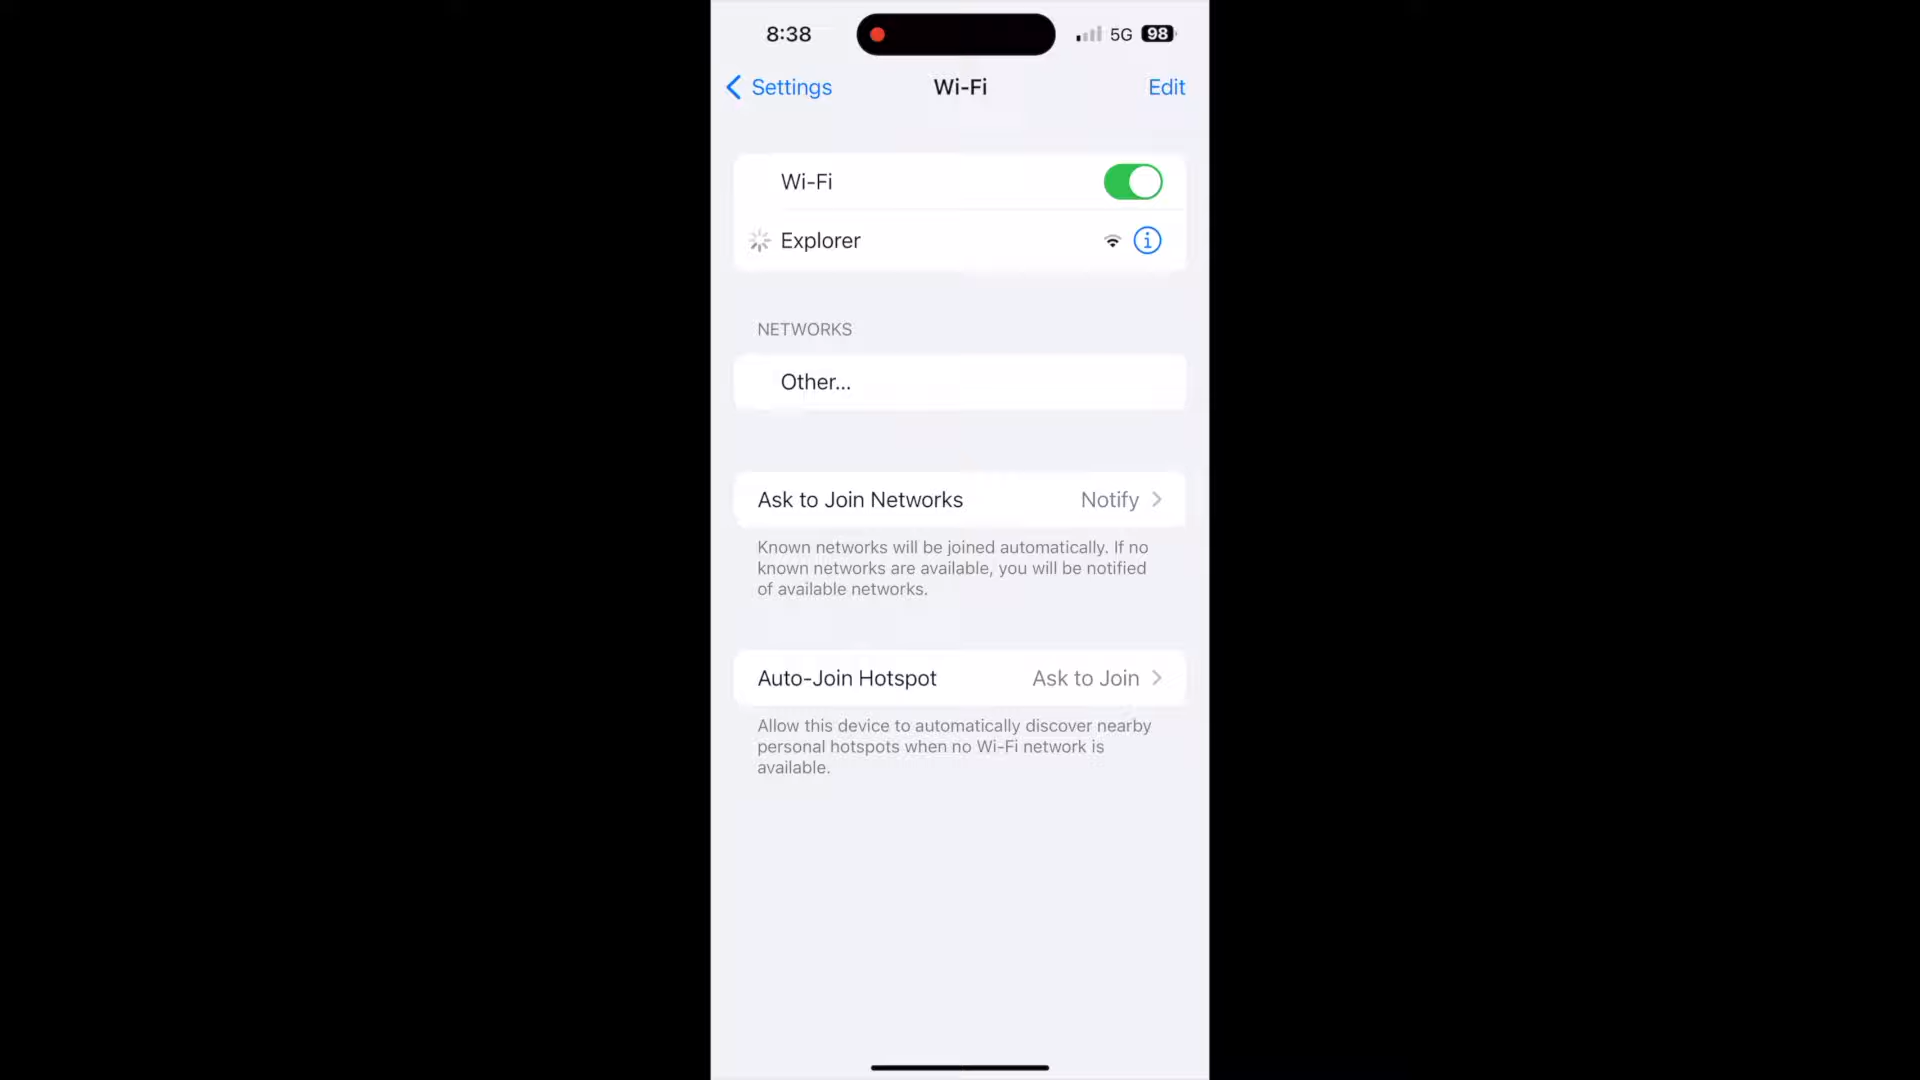 8:38 5G 98
Settings Wi-Fi Edit
Wi-Fi
Explorer
NETWORKS
Other...
Ask to Join Networks Notify
Known networks will be joined automatically. If no
known networks are available, you will be notified
of available networks.
Auto-Join Hotspot Ask to Join
Allow this device to automatically discover nearby
personal hotspots when no Wi-Fi network is
available.